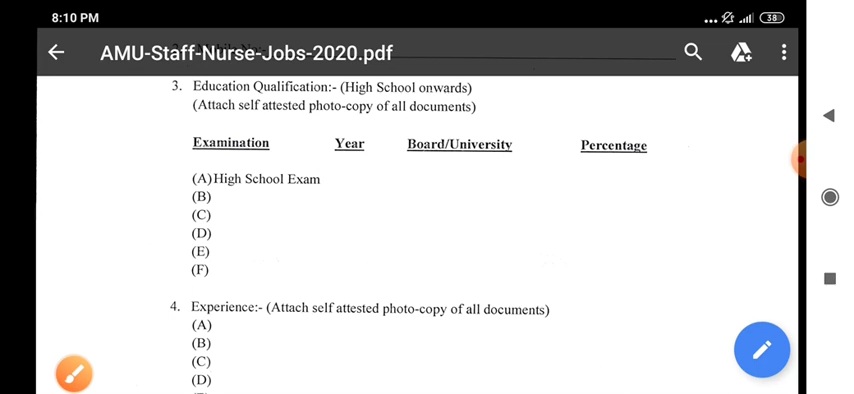 8:10 PM
38
AMU-Staff-Nurse-Jobs-2020.pdf
3. Education Qualification:- (High School onwards)
(Attach self attested photo-copy of all documents)
Examination Year Board/University Percentage
(A) High School Exam
(B)
(C)
(D)
(E)
(F)
4. Experience:- (Attach self attested photo-copy of all documents)
(A)
(B)
(C)
(D)